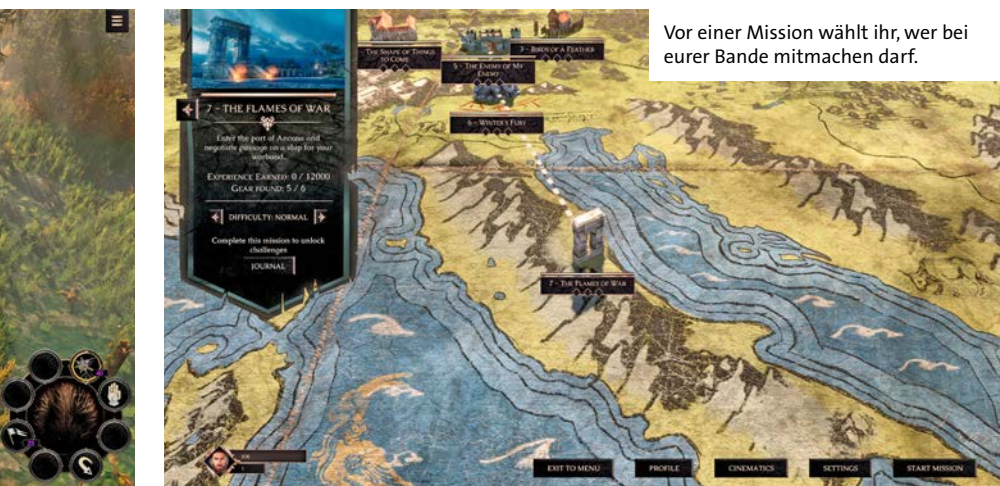 Vor einer Mission wählt ihr, wer bei
eurer Bande mitmachen darf.
- The Shape of Things
to Come
3 - Birds of a Feather
5 - The Enemy of My
Enemy
6 - Winter's Fury
7 - The Flames of War
Enter the port of Arcoss and
negotiate passage on a ship for your
warband.
Experience Earned: 0 / 12000
Gear found: 5 / 6
Difficulty: Normal
Complete this mission to unlock
challenges
Journal
7 - The Flames of War
Exit to Menu
Profile
Cinematics
Settings
Start Mission